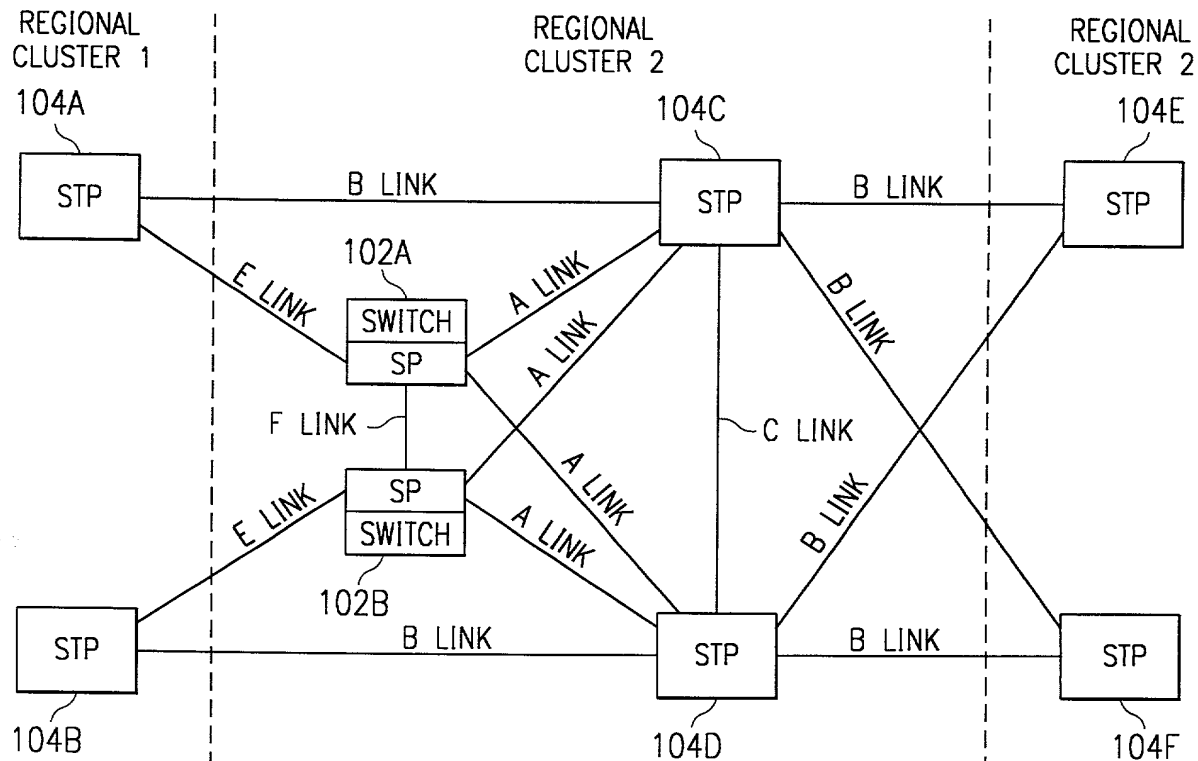 REGIONAL
CLUSTER 1
REGIONAL
CLUSTER 2
REGIONAL
CLUSTER 2
104A
104C
104E
STP
B LINK
STP
B LINK
STP
E LINK
102A
SWITCH
SP
A LINK
A LINK
B LINK
F LINK
C LINK
SP
SWITCH
102B
E LINK
A LINK
A LINK
B LINK
STP
B LINK
STP
B LINK
STP
104B
104D
104F